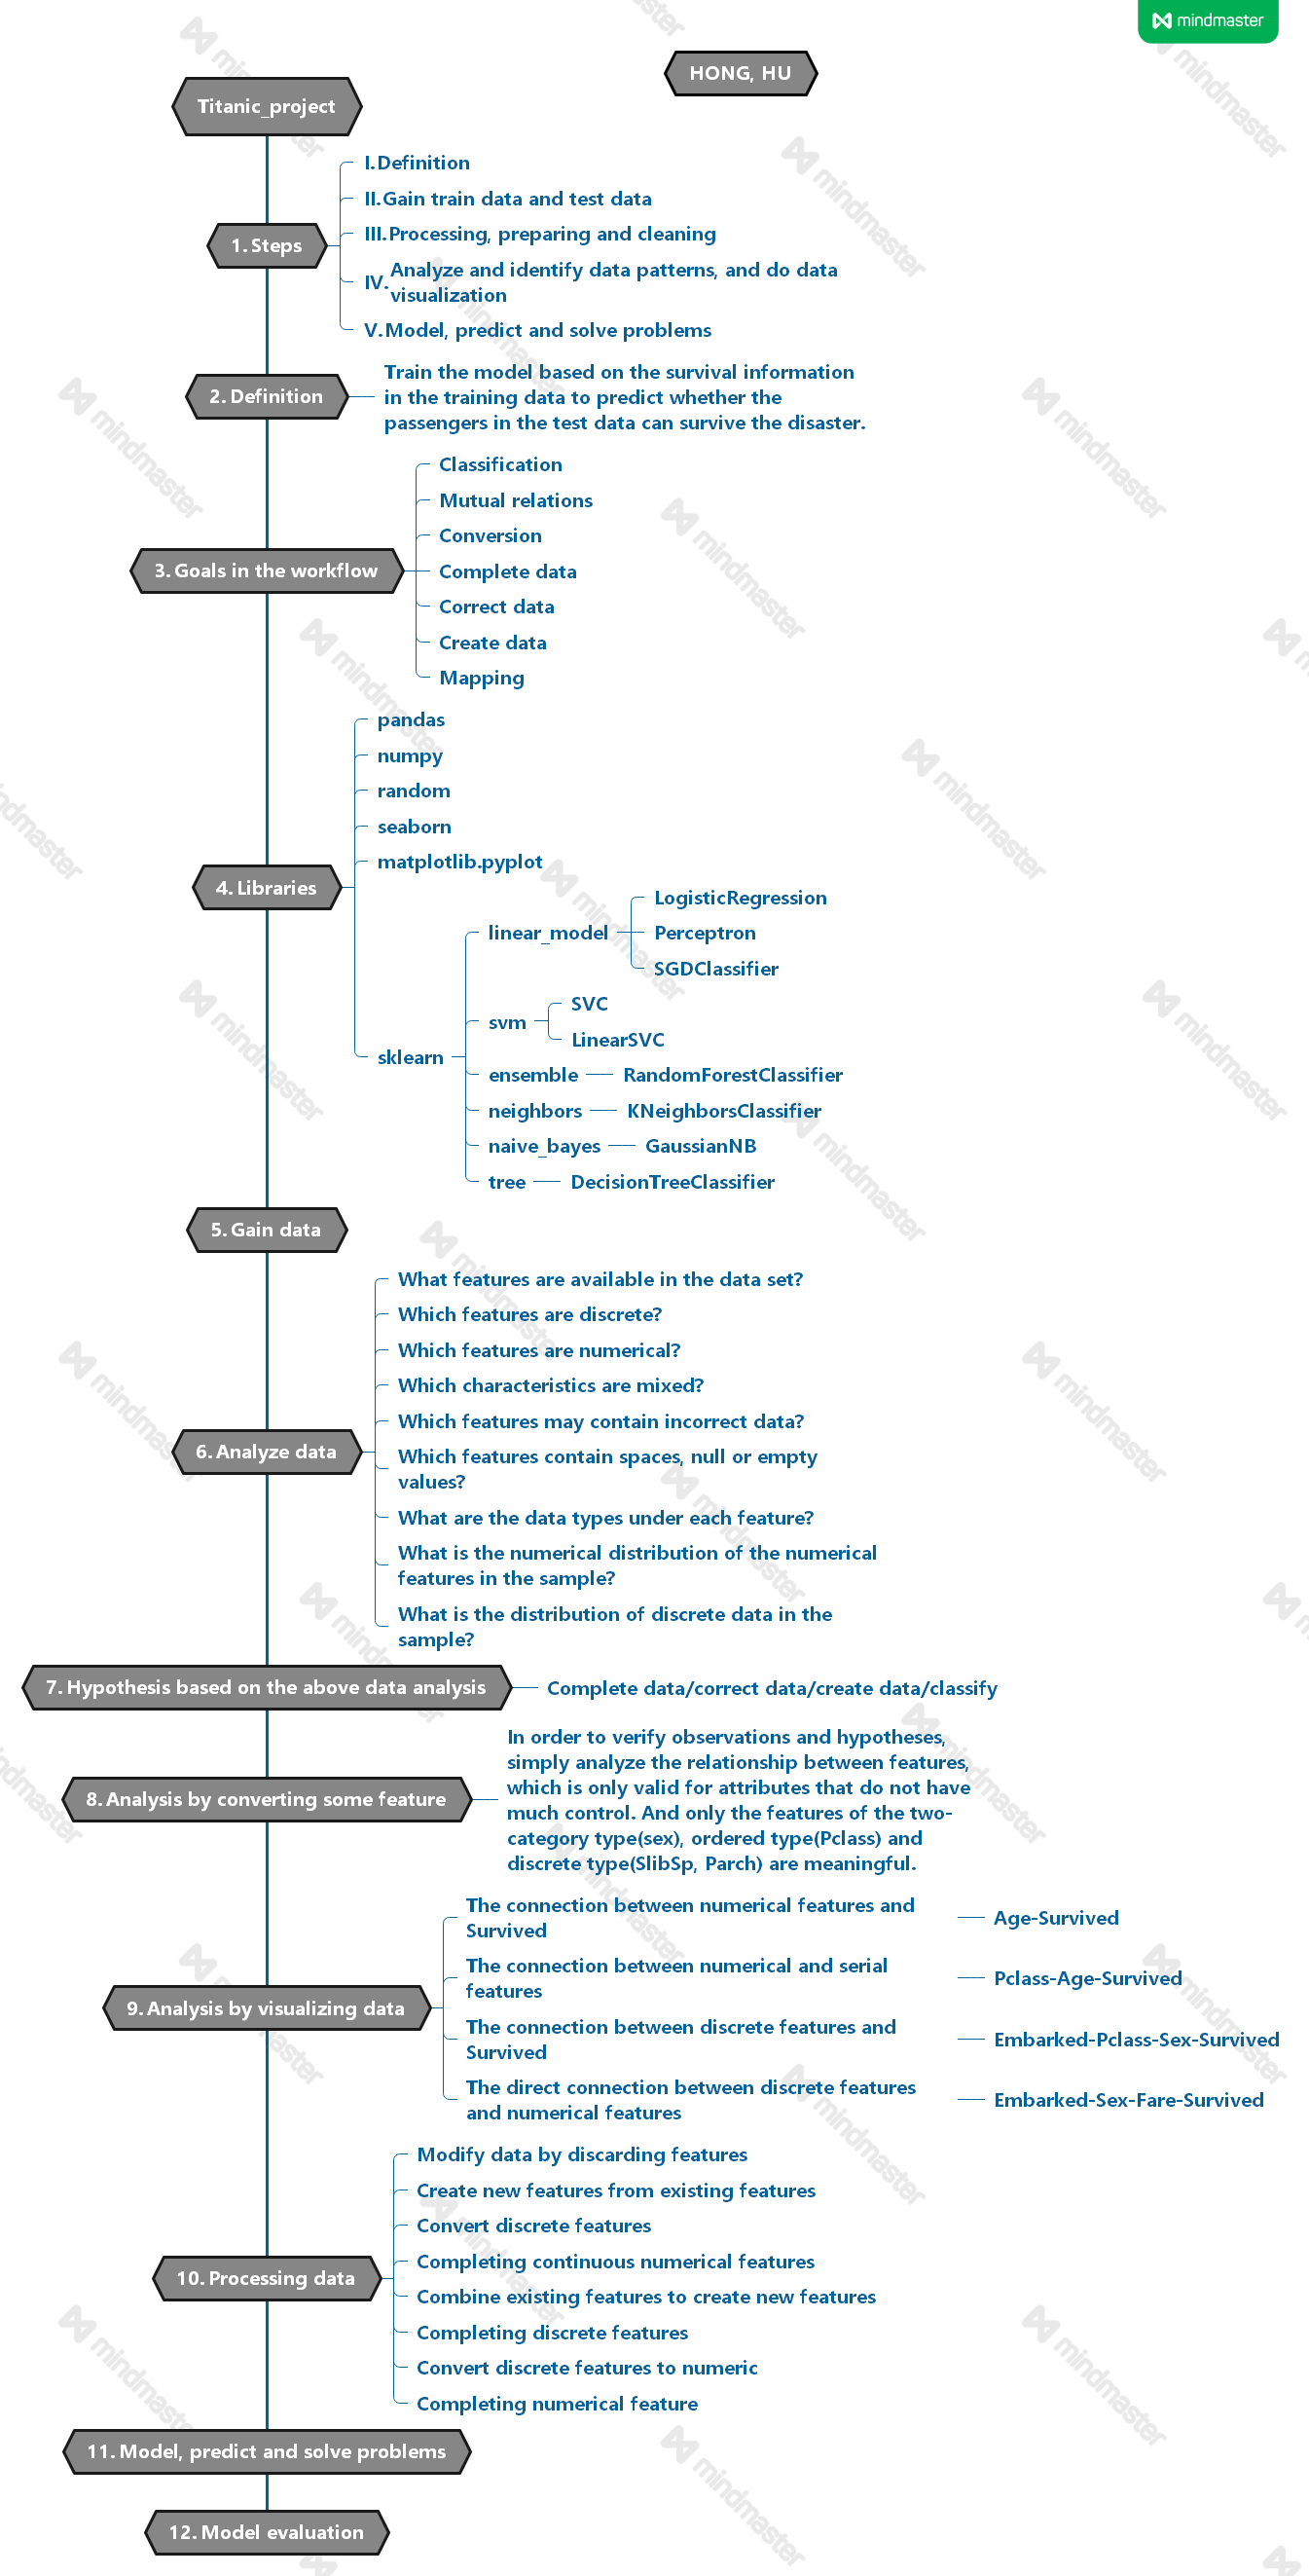 mindmaster
HONG, HU
Titanic_project
1. Steps
I. Definition
II. Gain train data and test data
III. Processing, preparing and cleaning
IV. Analyze and identify data patterns, and do data
visualization
V. Model, predict and solve problems
2. Definition
Train the model based on the survival information
in the training data to predict whether the
passengers in the test data can survive the disaster.
3. Goals in the workflow
Classification
Mutual relations
Conversion
Complete data
Correct data
Create data
Mapping
4. Libraries
pandas
numpy
random
seaborn
matplotlib.pyplot
sklearn
linear_model
LogisticRegression
Perceptron
SGDClassifier
svm
SVC
LinearSVC
ensemble
RandomForestClassifier
neighbors
KNeighborsClassifier
naive_bayes
GaussianNB
tree
DecisionTreeClassifier
5. Gain data
6. Analyze data
What features are available in the data set?
Which features are discrete?
Which features are numerical?
Which characteristics are mixed?
Which features may contain incorrect data?
Which features contain spaces, null or empty
values?
What are the data types under each feature?
What is the numerical distribution of the numerical
features in the sample?
What is the distribution of discrete data in the
sample?
7. Hypothesis based on the above data analysis
Complete data/correct data/create data/classify
8. Analysis by converting some feature
In order to verify observations and hypotheses,
simply analyze the relationship between features,
which is only valid for attributes that do not have
much control. And only the features of the two-
category type(sex), ordered type(Pclass) and
discrete type(SlibSp, Parch) are meaningful.
9. Analysis by visualizing data
The connection between numerical features and
Survived
Age-Survived
The connection between numerical and serial
features
Pclass-Age-Survived
The connection between discrete features and
Survived
Embarked-Pclass-Sex-Survived
The direct connection between discrete features
and numerical features
Embarked-Sex-Fare-Survived
10. Processing data
Modify data by discarding features
Create new features from existing features
Convert discrete features
Completing continuous numerical features
Combine existing features to create new features
Completing discrete features
Convert discrete features to numeric
Completing numerical feature
11. Model, predict and solve problems
12. Model evaluation